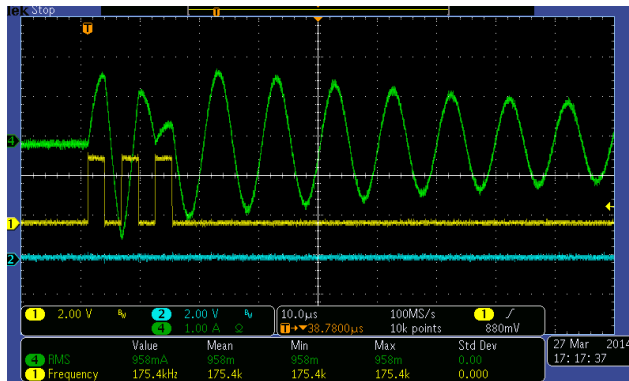 Tek Stop
T
T
4
1
2
1 2.00 V Bw 2 2.00 V Bw 10.0µs 100MS/s 1 ∫
4 1.00 A Ω T→▼38.7800µs 10k points 880mV
Value Mean Min Max Std Dev
4 RMS 958mA 958m 958m 958m 0.00
1 Frequency 175.4kHz 175.4k 175.4k 175.4k 0.000
27 Mar 2014
17:17:37